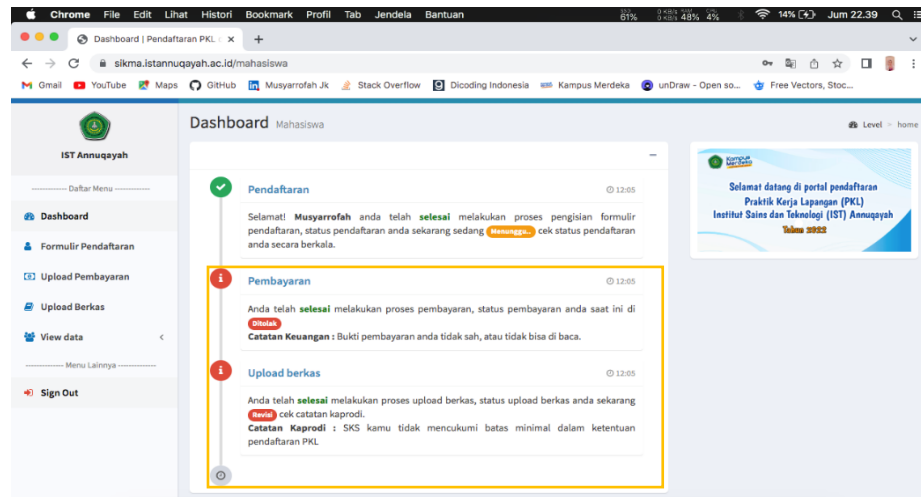 Chrome File Edit Lihat Histori Bookmark Profil Tab Jendela Bantuan 61% 48% 4% 14% Jum 22.39
Dashboard | Pendaftaran PKL
sikma.istannuqayah.ac.id/mahasiswa
Gmail YouTube Maps GitHub Musyarrofah Jk Stack Overflow Dicoding Indonesia Kampus Merdeka unDraw - Open so... Free Vectors, Stoc...
IST Annuqayah
Daftar Menu
Dashboard
Formulir Pendaftaran
Upload Pembayaran
Upload Berkas
View data
Menu Lainnya
Sign Out
Dashboard Mahasiswa
Level > home
Pendaftaran 12:05
Selamat! Musyarrofah anda telah selesai melakukan proses pengisian formulir
pendaftaran, status pendaftaran anda sekarang sedang Menunggu.. cek status pendaftaran
anda secara berkala.
Pembayaran 12:05
Anda telah selesai melakukan proses pembayaran, status pembayaran anda saat ini di
Ditolak
Catatan Keuangan : Bukti pembayaran anda tidak sah, atau tidak bisa di baca.
Upload berkas 12:05
Anda telah selesai melakukan proses upload berkas, status upload berkas anda sekarang
Revisi cek catatan kaprodi.
Catatan Kaprodi : SKS kamu tidak mencukumi batas minimal dalam ketentuan
pendaftaran PKL
Kampus Merdeka
Selamat datang di portal pendaftaran
Praktik Kerja Lapangan (PKL)
Institut Sains dan Teknologi (IST) Annuqayah
Tahun 2022